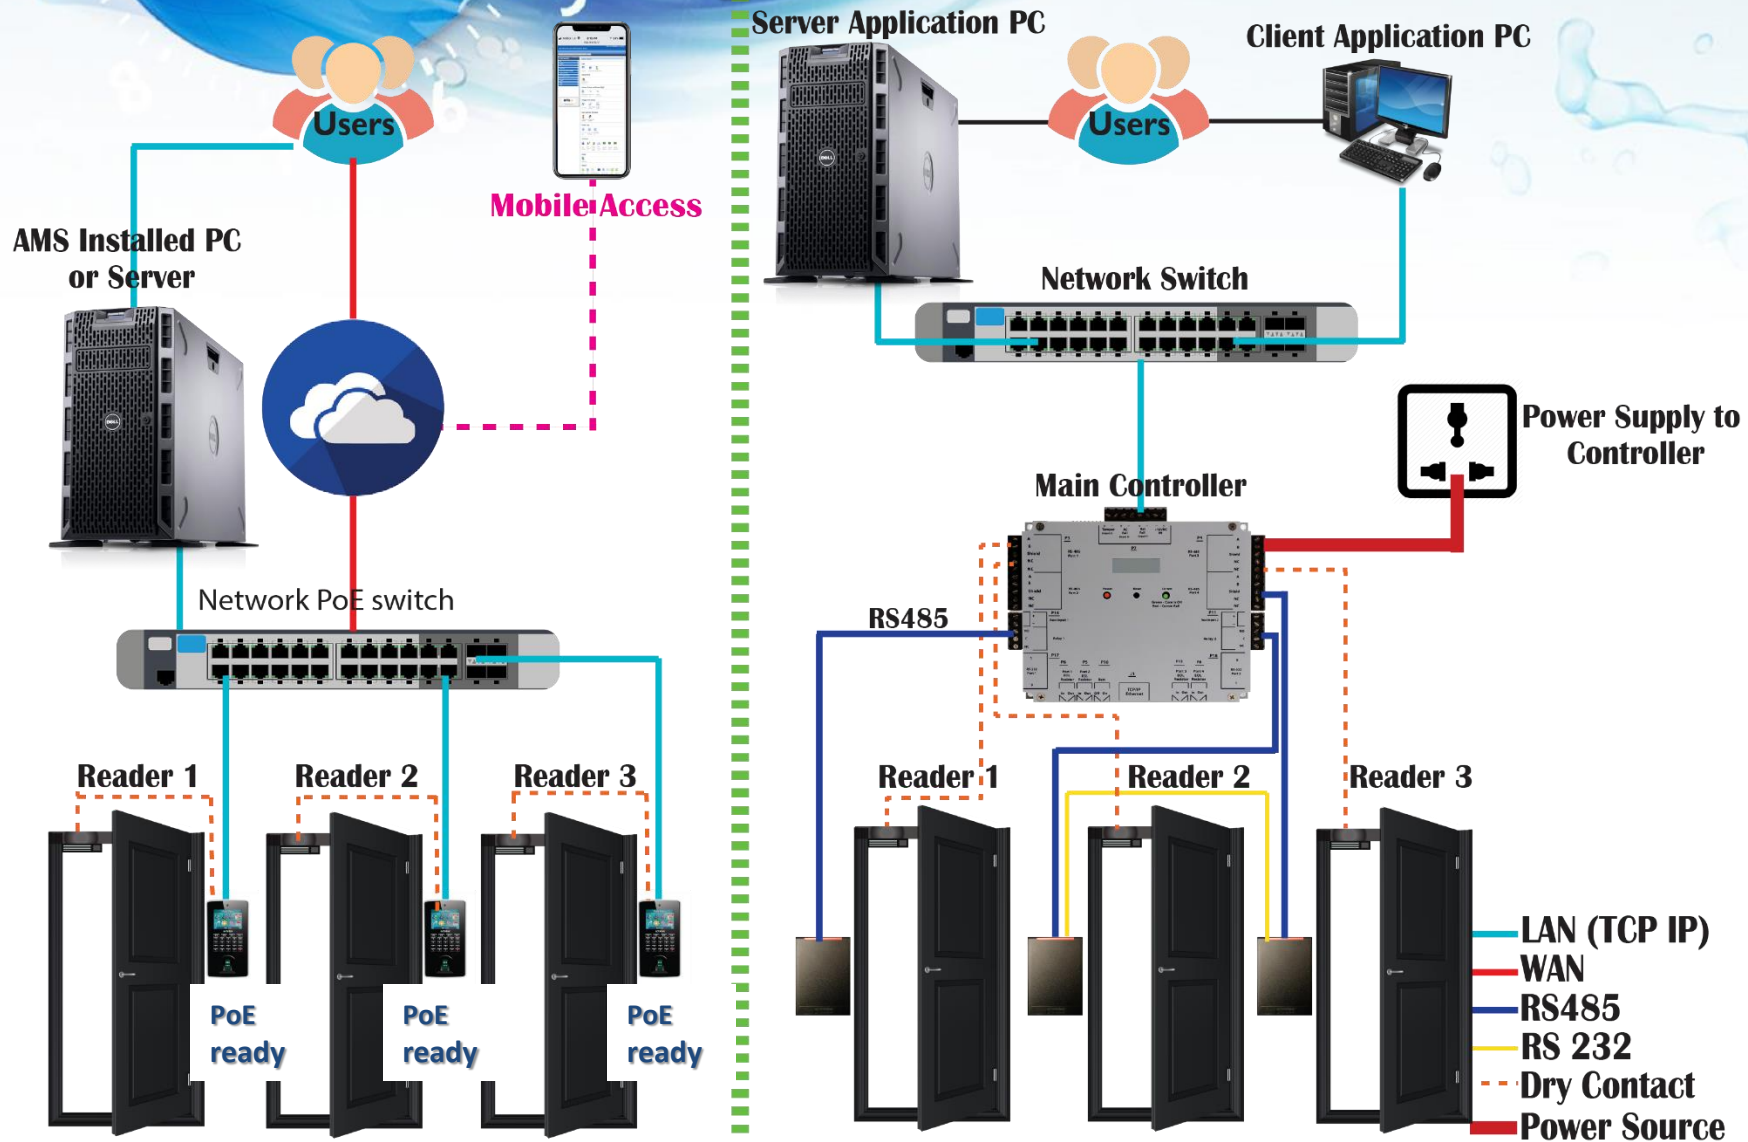 Users
Mobile Access
AMS Installed PC
or Server
DELL
Network PoE switch
Reader 1
Reader 2
Reader 3
PoE
ready
PoE
ready
PoE
ready
Server Application PC
Client Application PC
Users
DELL
Network Switch
Power Supply to
Controller
Main Controller
RS485
Reader 1
Reader 2
Reader 3
LAN (TCP IP)
WAN
RS485
RS 232
Dry Contact
Power Source